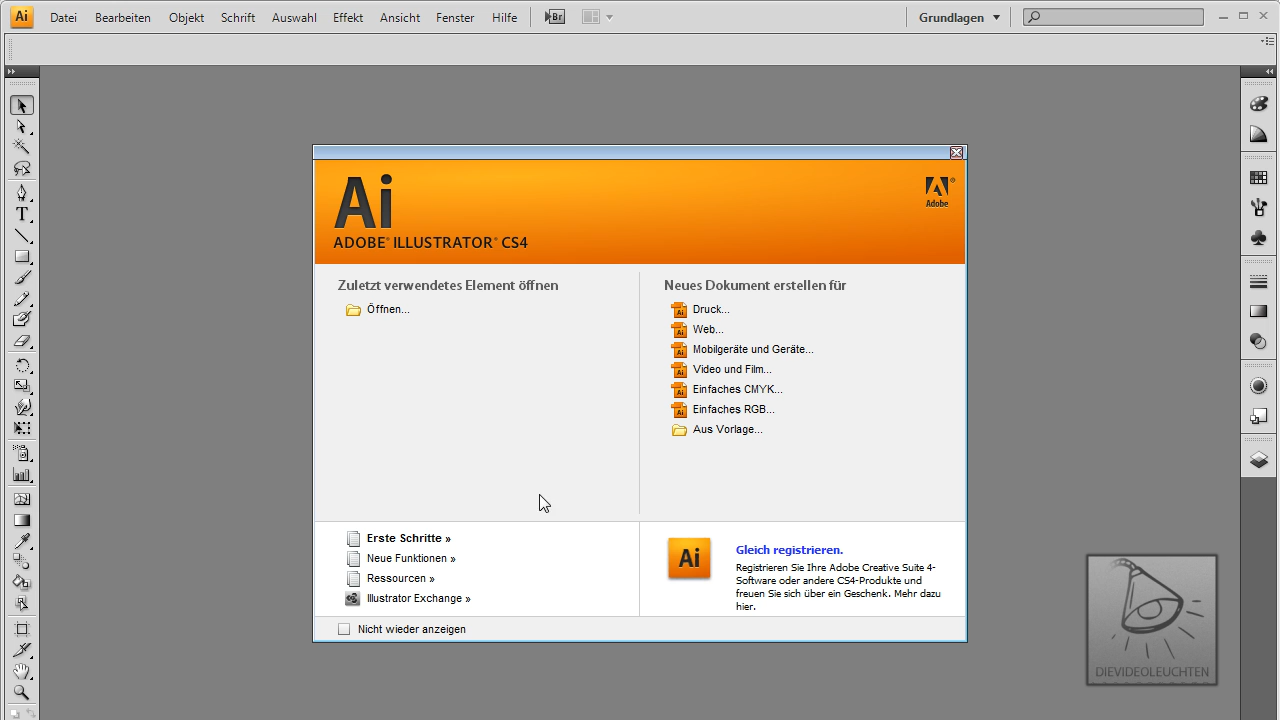 Ai Datei Bearbeiten Objekt Schrift Auswahl Effekt Ansicht Fenster Hilfe Br Grundlagen
Ai
Adobe
ADOBE® ILLUSTRATOR® CS4
Zuletzt verwendetes Element öffnen
Öffnen...
Neues Dokument erstellen für
Druck...
Web...
Mobilgeräte und Geräte...
Video und Film...
Einfaches CMYK...
Einfaches RGB...
Aus Vorlage...
Erste Schritte »
Neue Funktionen »
Ressourcen »
Illustrator Exchange »
Ai
Gleich registrieren.
Registrieren Sie Ihre Adobe Creative Suite 4-
Software oder andere CS4-Produkte und
freuen Sie sich über ein Geschenk. Mehr dazu
hier.
Nicht wieder anzeigen
DIEVIDEOLEUCHTEN